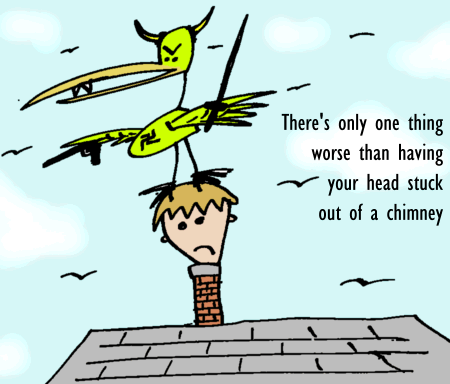 There's only one thing
worse than having
your head stuck
out of a chimney